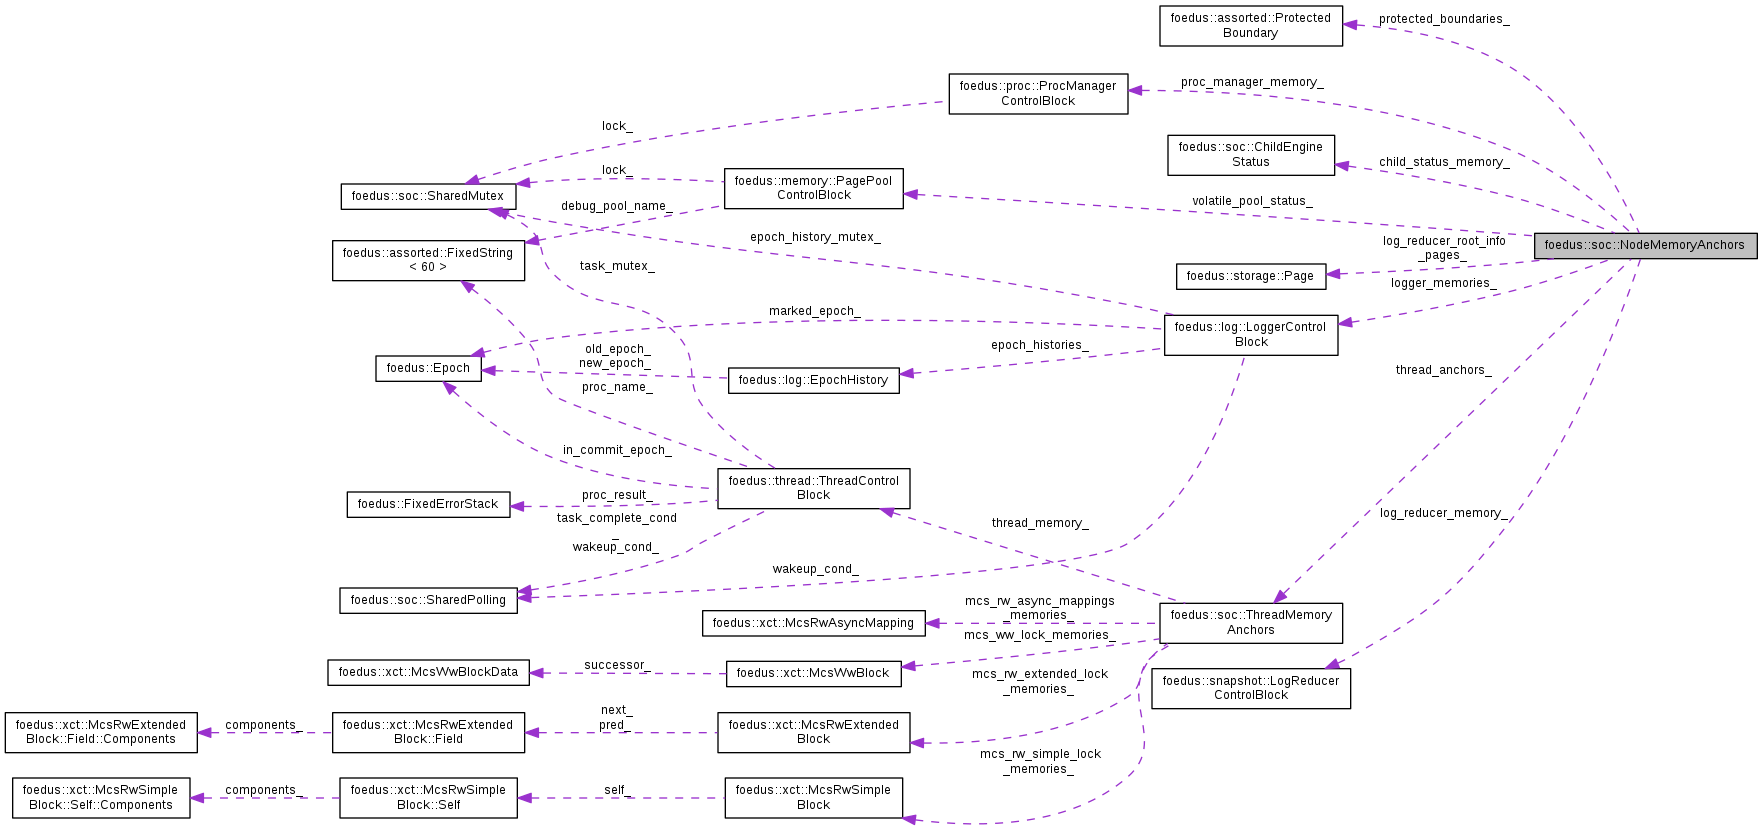 foedus::assorted::Protected
Boundary
protected_boundaries_
foedus::proc::ProcManager
ControlBlock
proc_manager_memory_
lock_
foedus::soc::ChildEngine
Status
child_status_memory_
foedus::soc::SharedMutex
lock_
foedus::memory::PagePool
ControlBlock
debug_pool_name_
volatile_pool_status_
foedus::assorted::FixedString
< 60 >
task_mutex_
epoch_history_mutex_
foedus::soc::NodeMemoryAnchors
log_reducer_root_info
_pages_
foedus::storage::Page
logger_memories_
marked_epoch_
foedus::log::LoggerControl
Block
foedus::Epoch
old_epoch_
new_epoch_
epoch_histories_
foedus::log::EpochHistory
proc_name_
thread_anchors_
in_commit_epoch_
foedus::thread::ThreadControl
Block
foedus::FixedErrorStack
proc_result_
task_complete_cond
_
wakeup_cond_
thread_memory_
log_reducer_memory_
wakeup_cond_
foedus::soc::SharedPolling
foedus::xct::McsRwAsyncMapping
mcs_rw_async_mappings
_memories_
foedus::soc::ThreadMemory
Anchors
mcs_ww_lock_memories_
foedus::xct::McsWwBlockData
successor_
foedus::xct::McsWwBlock
mcs_rw_extended_lock
_memories_
foedus::snapshot::LogReducer
ControlBlock
foedus::xct::McsRwExtended
Block::Field::Components
components_
foedus::xct::McsRwExtended
Block::Field
next_
pred_
foedus::xct::McsRwExtended
Block
mcs_rw_simple_lock
_memories_
foedus::xct::McsRwSimple
Block::Self::Components
components_
foedus::xct::McsRwSimple
Block::Self
self_
foedus::xct::McsRwSimple
Block